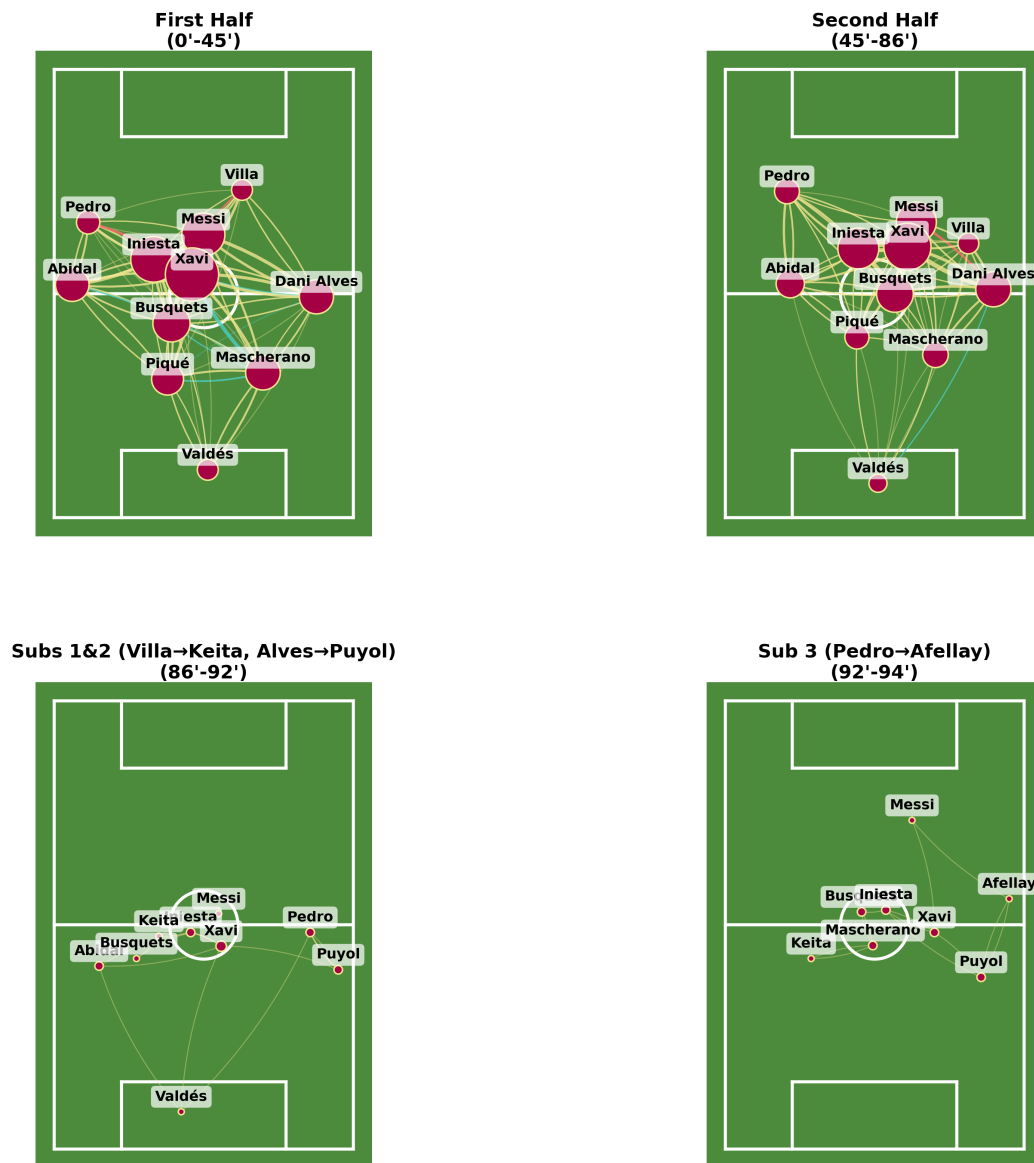 First Half
(0'-45')
Villa
Pedro
Messi
Iniesta
Xavi
Abidal
Dani Alves
Busquets
Piqué
Mascherano
Valdés
Second Half
(45'-86')
Pedro
Messi
Villa
Iniesta
Xavi
Abidal
Dani Alves
Busquets
Piqué
Mascherano
Valdés
Subs 1&2 (Villa→Keita, Alves→Puyol)
(86'-92')
Messi
Iniesta
Pedro
Keita
Xavi
Busquets
Abidal
Puyol
Valdés
Sub 3 (Pedro→Afellay)
(92'-94')
Messi
Afellay
Busquets
Iniesta
Xavi
Mascherano
Keita
Puyol